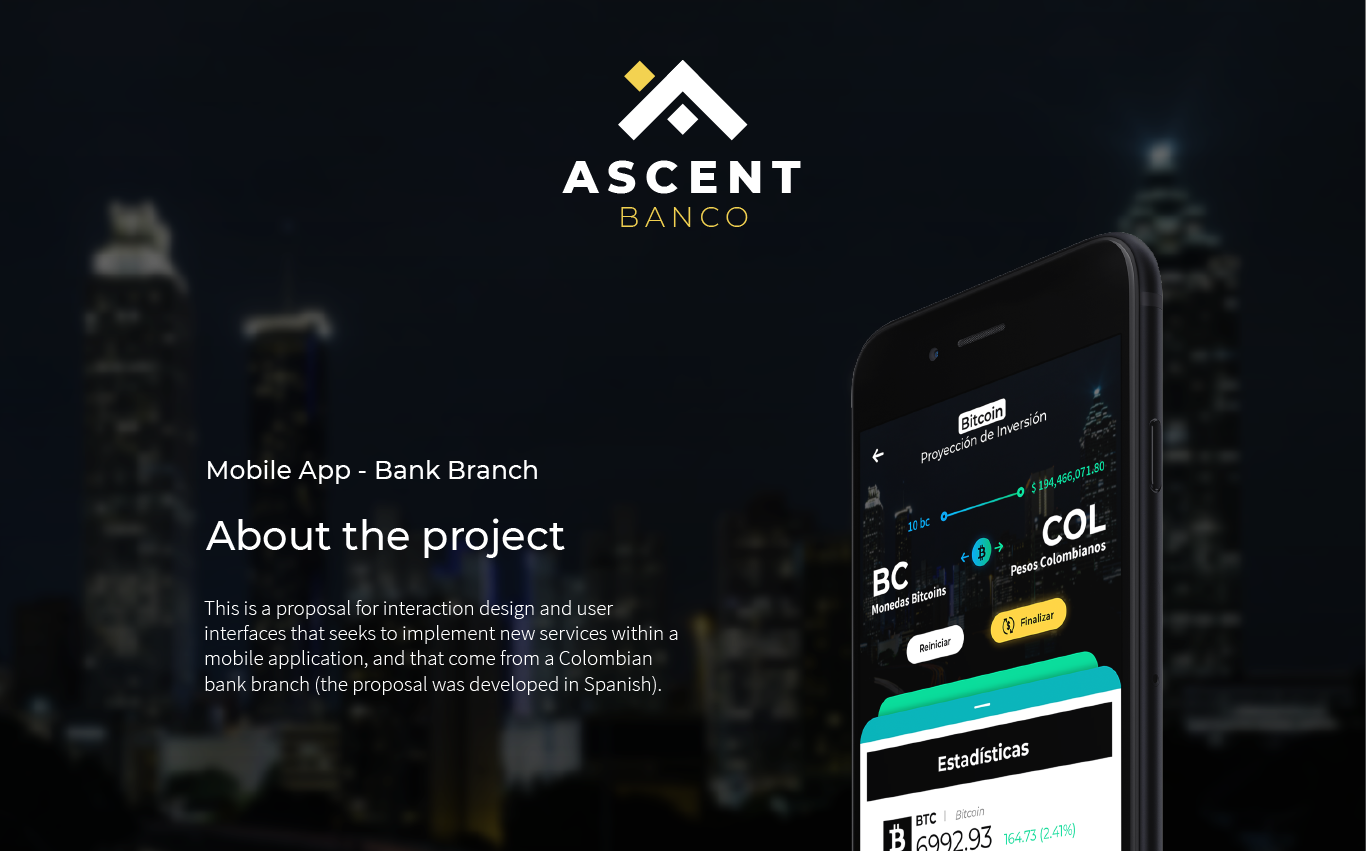 ASCENT
BANCO
Mobile App - Bank Branch
About the project
This is a proposal for interaction design and user
interfaces that seeks to implement new services within a
mobile application, and that come from a Colombian
bank branch (the proposal was developed in Spanish).
Bitcoin
Proyección de Inversión
10 bc
$ 194,466,071.80
BC
Monedas Bitcoins
COL
Pesos Colombianos
Reiniciar
Finalizar
Estadísticas
BTC | Bitcoin
6992.93 164.73 (2.41%)